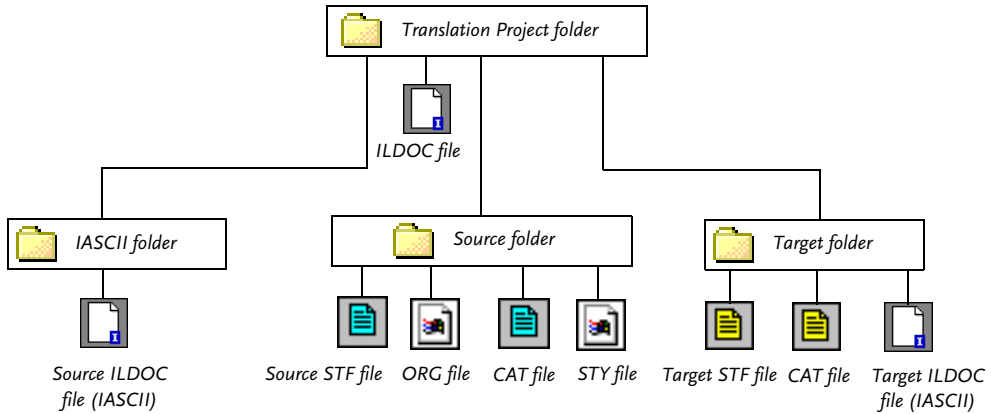 Translation Project folder
ILDOC file
IASCII folder
Source folder
Target folder
Source ILDOC
file (IASCII)
Source STF file
ORG file
CAT file
STY file
Target STF file
CAT file
Target ILDOC
file (IASCII)